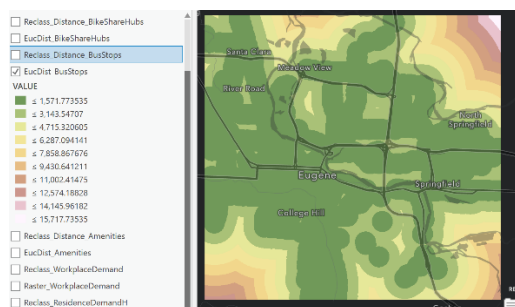 Reclass_Distance_BikeShareHubs
EucDist_BikeShareHubs
Reclass_Distance_BusStops
EucDist_BusStops
VALUE
≤ 1,571.773535
≤ 3,143.54707
≤ 4,715.320605
≤ 6,287.094141
≤ 7,858.867676
≤ 9,430.641211
≤ 11,002.41475
≤ 12,574.18828
≤ 14,145.96182
≤ 15,717.73535
Reclass_Distance_Amenities
EucDist_Amenities
Reclass_WorkplaceDemand
Raster_WorkplaceDemand
Reclass_ResidenceDemandH
Santa Clara
Meadow View
River Road
North
Springfield
Eugene
Springfield
College Hill